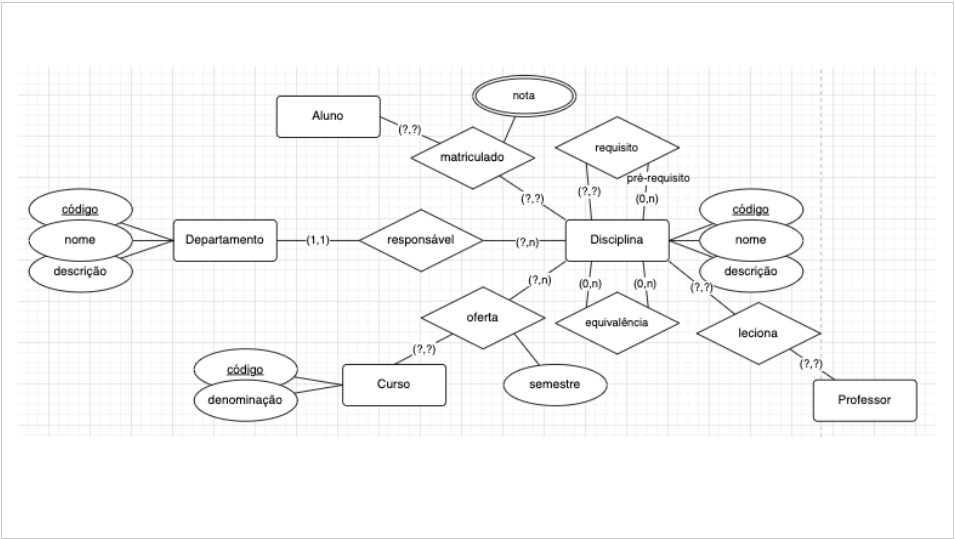 nota
Aluno
(?,?)
matriculado
requisito
pré-requisito
(?,?)
(?,?)
(0,n)
código
nome
descrição
Departamento
(1,1)
responsável
(?,n)
Disciplina
código
nome
descrição
(?,n)
(0,n)
(0,n)
(?,?)
oferta
equivalência
leciona
(?,?)
(?,?)
código
denominação
Curso
semestre
Professor